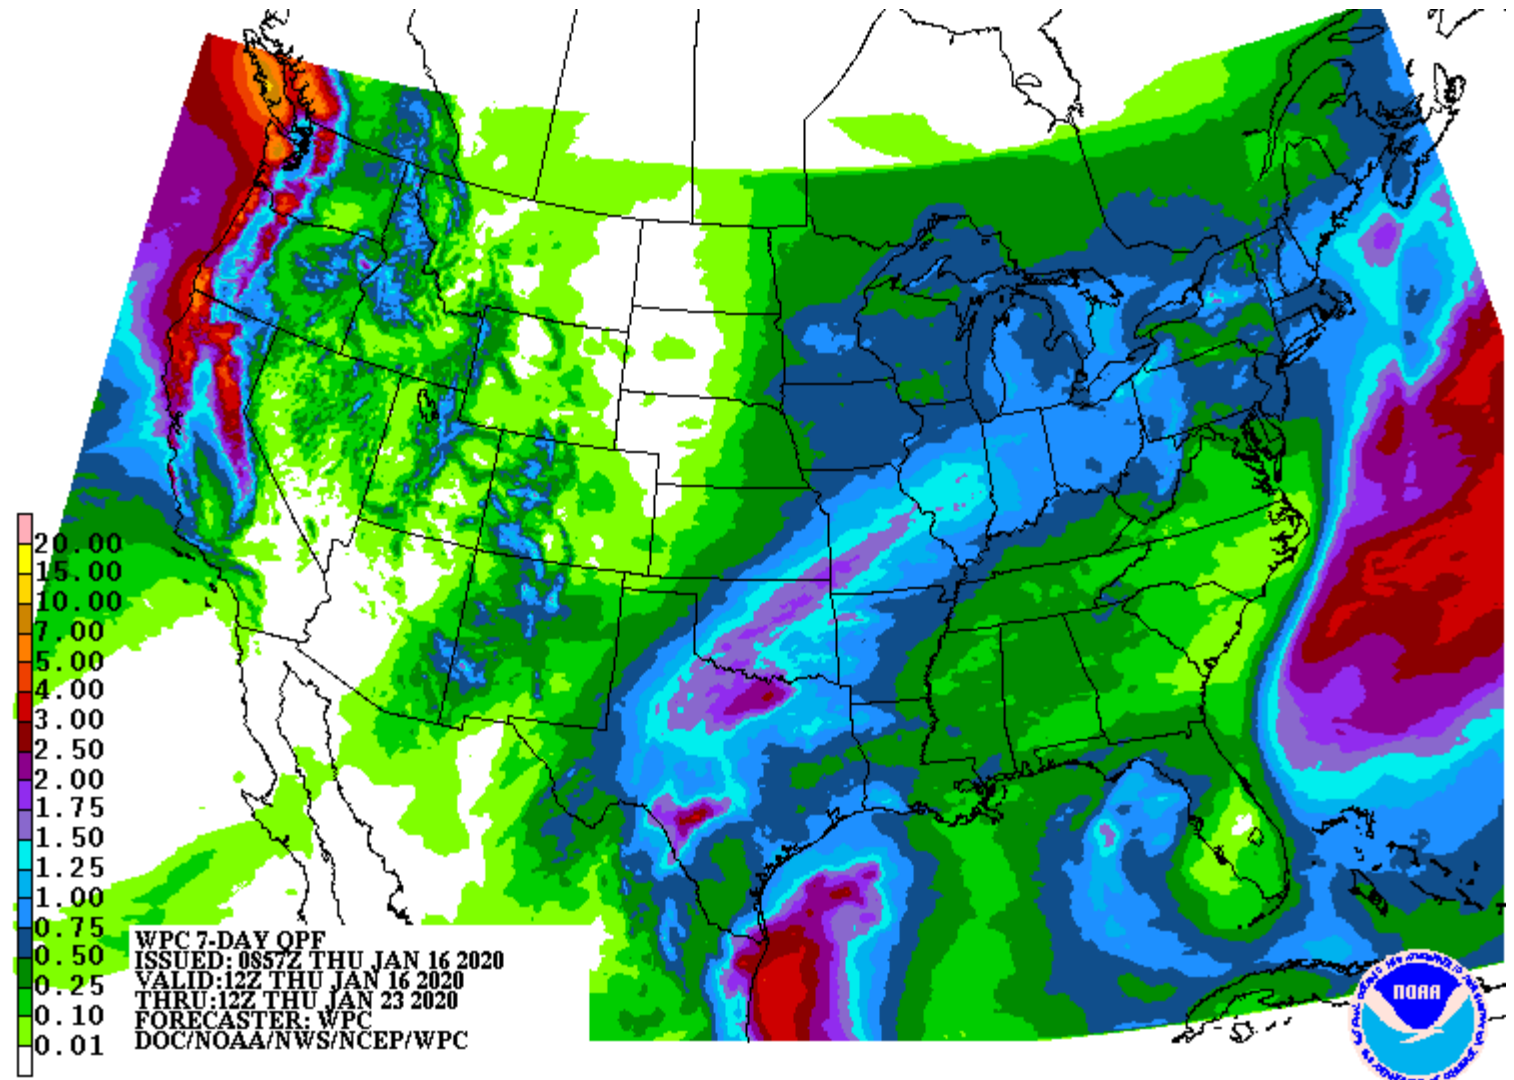 20.00
15.00
10.00
7.00
5.00
4.00
3.00
2.50
2.00
1.75
1.50
1.25
1.00
0.75
0.50
0.25
0.10
0.01
WPC 7-DAY QPF
ISSUED: 0857Z THU JAN 16 2020
VALID:12Z THU JAN 16 2020
THRU:12Z THU JAN 23 2020
FORECASTER: WPC
DOC/NOAA/NWS/NCEP/WPC
NOAA